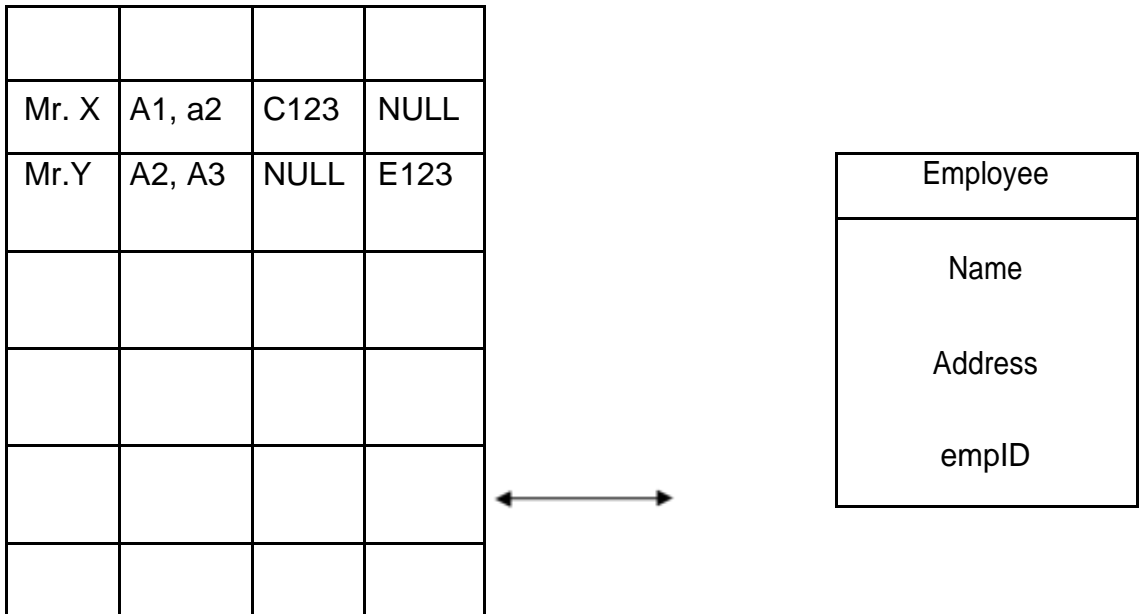 Mr. X A1, a2 C123 NULL
Mr.Y A2, A3 NULL E123
Employee
Name
Address
empID